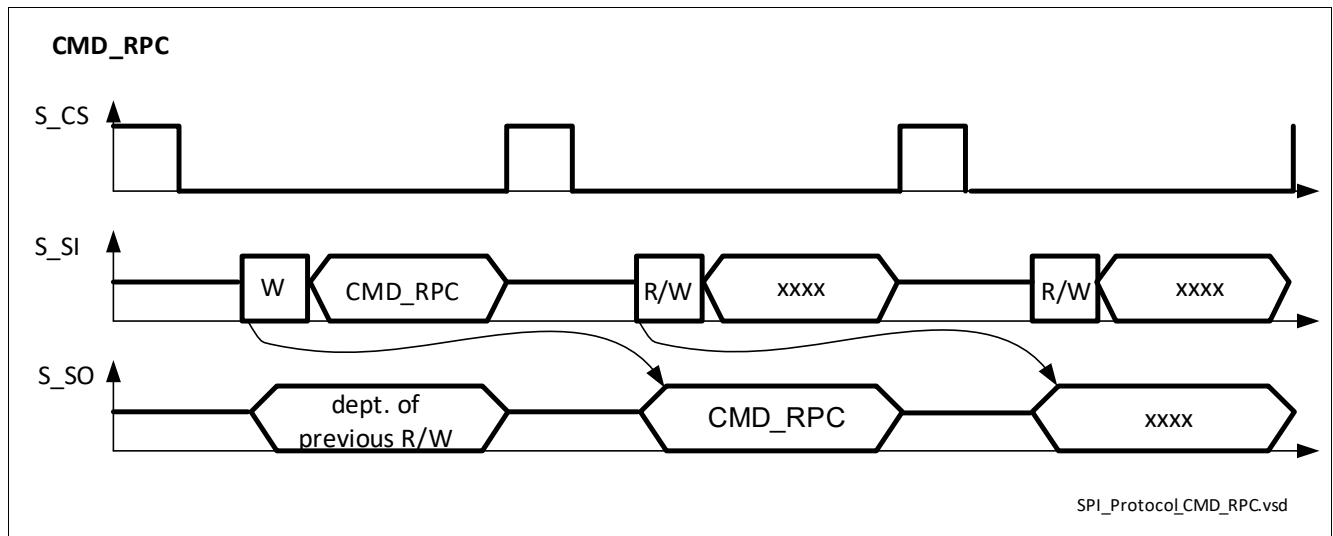 CMD_RPC
S_CS
S_SI
W
CMD_RPC
R/W
xxxx
R/W
xxxx
S_SO
dept. of
previous R/W
CMD_RPC
xxxx
SPI_Protocol_CMD_RPC.vsd